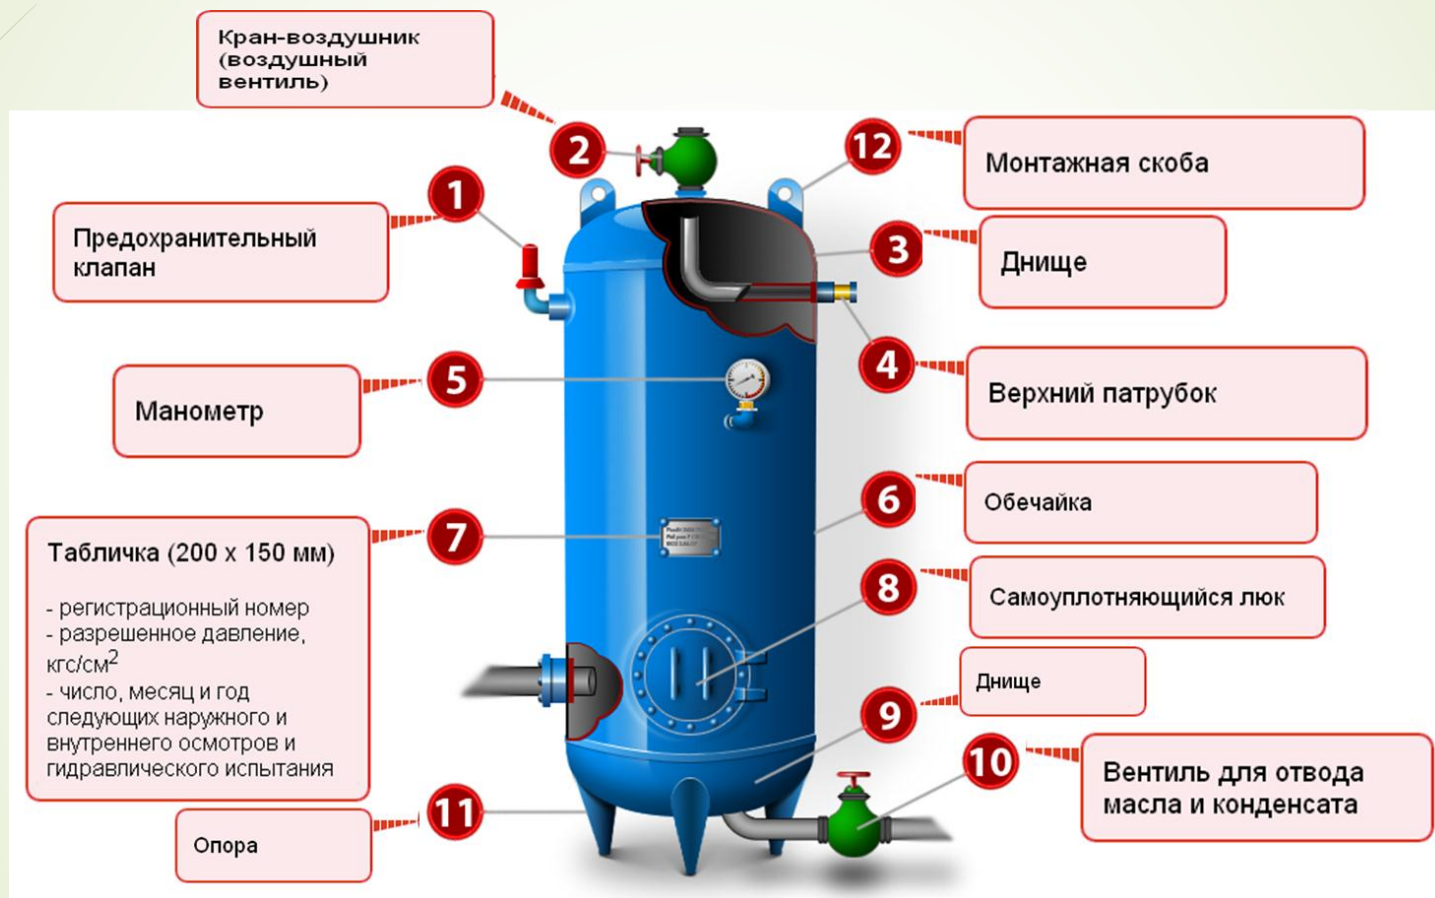 Кран-воздушник
(воздушный
вентиль)
2
12
Монтажная скоба
1
Предохранительный
клапан
3
Днище
4
Верхний патрубок
5
Манометр
6
Обечайка
7
Табличка (200 х 150 мм)
- регистрационный номер
- разрешенное давление,
кгс/см2
- число, месяц и год
следующих наружного и
внутреннего осмотров и
гидравлического испытания
8
Самоуплотняющийся люк
9
Днище
10
Вентиль для отвода
масла и конденсата
11
Опора